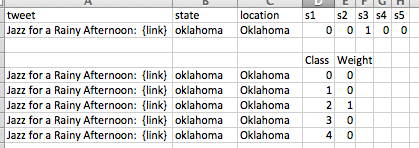 A B C D E F G H
tweet state location s1 s2 s3 s4 s5
Jazz for a Rainy Afternoon: {link} oklahoma Oklahoma 0 0 1 0 0
Class Weight
Jazz for a Rainy Afternoon: {link} oklahoma Oklahoma 0 0
Jazz for a Rainy Afternoon: {link} oklahoma Oklahoma 1 0
Jazz for a Rainy Afternoon: {link} oklahoma Oklahoma 2 1
Jazz for a Rainy Afternoon: {link} oklahoma Oklahoma 3 0
Jazz for a Rainy Afternoon: {link} oklahoma Oklahoma 4 0